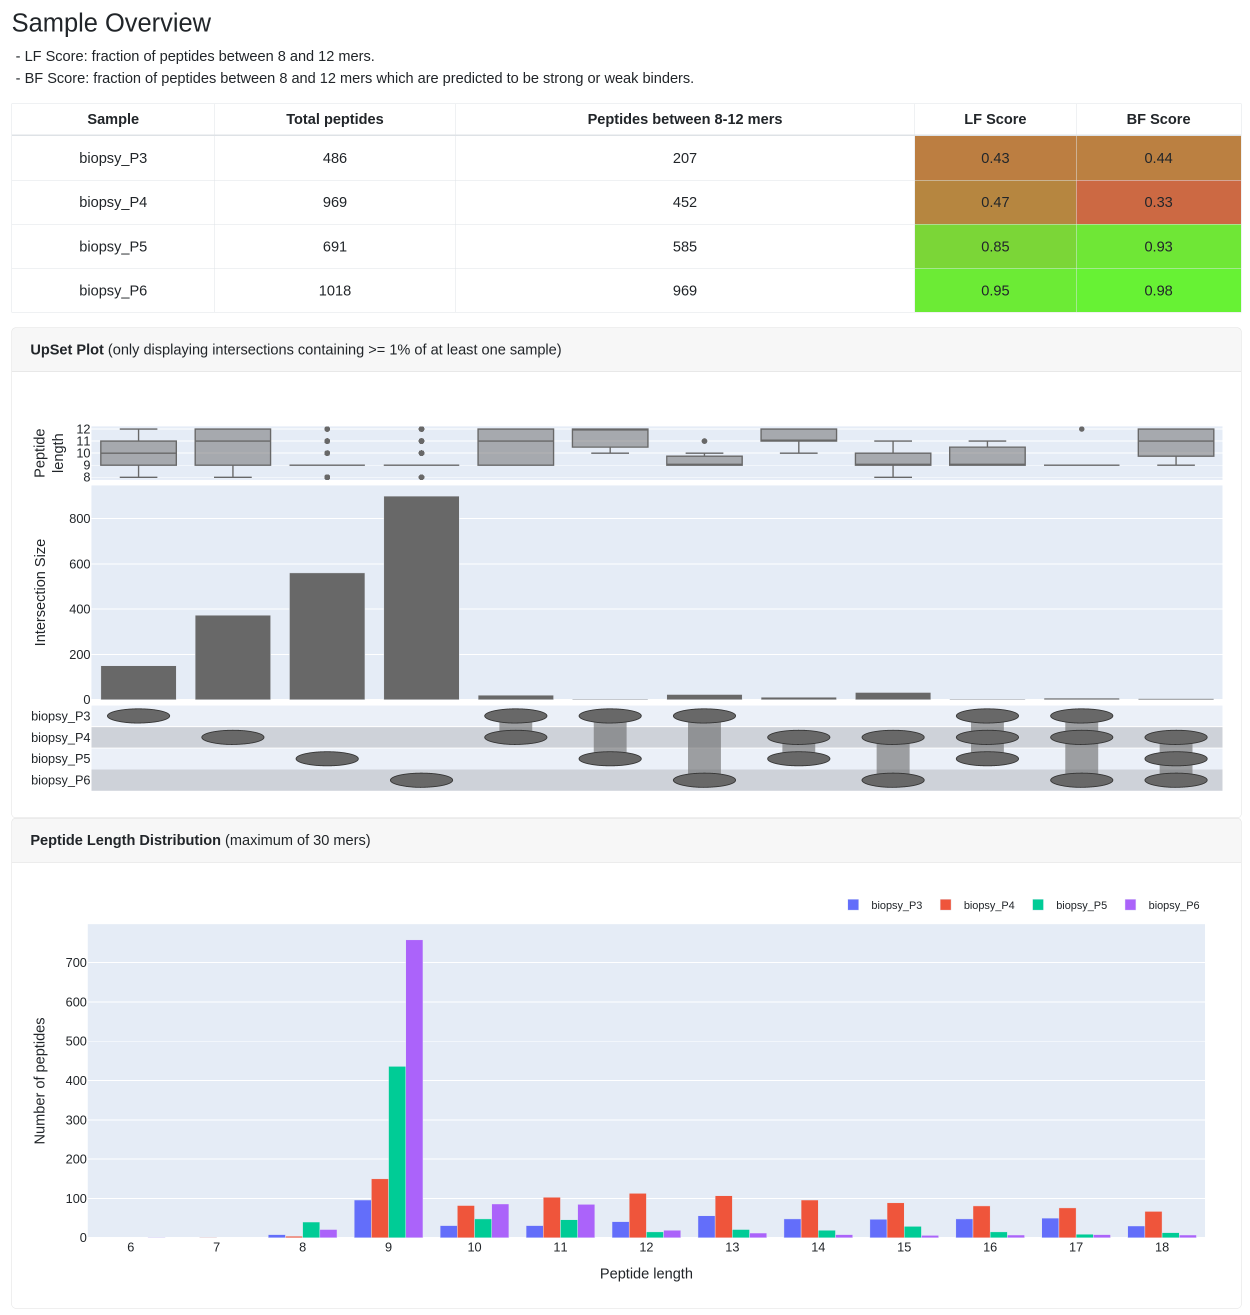 Sample Overview
- LF Score: fraction of peptides between 8 and 12 mers.
- BF Score: fraction of peptides between 8 and 12 mers which are predicted to be strong or weak binders.
Sample Total peptides Peptides between 8-12 mers LF Score BF Score
biopsy_P3 486 207 0.43 0.44
biopsy_P4 969 452 0.47 0.33
biopsy_P5 691 585 0.85 0.93
biopsy_P6 1018 969 0.95 0.98
UpSet Plot (only displaying intersections containing >= 1% of at least one sample)
Peptide
length
12
11
10
9
8
Intersection Size
800
600
400
200
0
biopsy_P3
biopsy_P4
biopsy_P5
biopsy_P6
Peptide Length Distribution (maximum of 30 mers)
biopsy_P3 biopsy_P4 biopsy_P5 biopsy_P6
Number of peptides
700
600
500
400
300
200
100
0
6 7 8 9 10 11 12 13 14 15 16 17 18
Peptide length